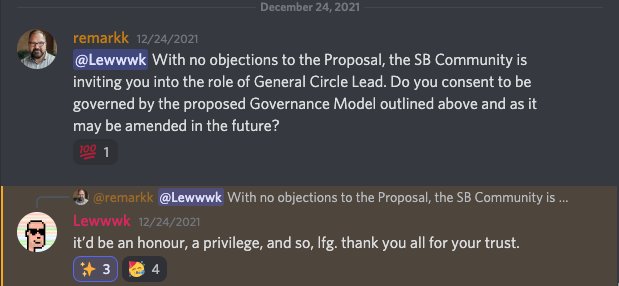 December 24, 2021
remarkk 12/24/2021
@Lewwwk With no objections to the Proposal, the SB Community is
inviting you into the role of General Circle Lead. Do you consent to be
governed by the proposed Governance Model outlined above and as it
may be amended in the future?
💯 1
@remarkk @Lewwwk With no objections to the Proposal, the SB Community is ...
Lewwwk 12/24/2021
it'd be an honour, a privilege, and so, lfg. thank you all for your trust.
✨ 3 🥳 4